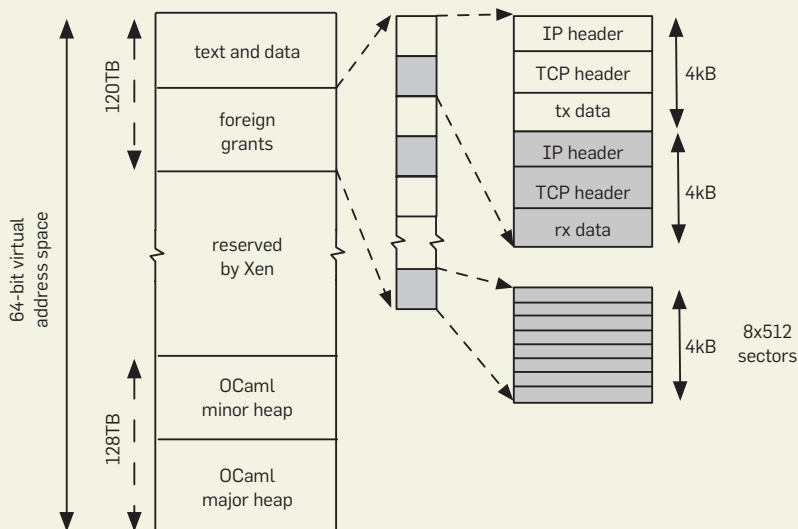 64-bit virtual
address space
120TB
128TB
text and data
foreign
grants
reserved
by Xen
OCaml
minor heap
OCaml
major heap
IP header
TCP header
tx data
IP header
TCP header
rx data
4kB
4kB
4kB
8x512
sectors